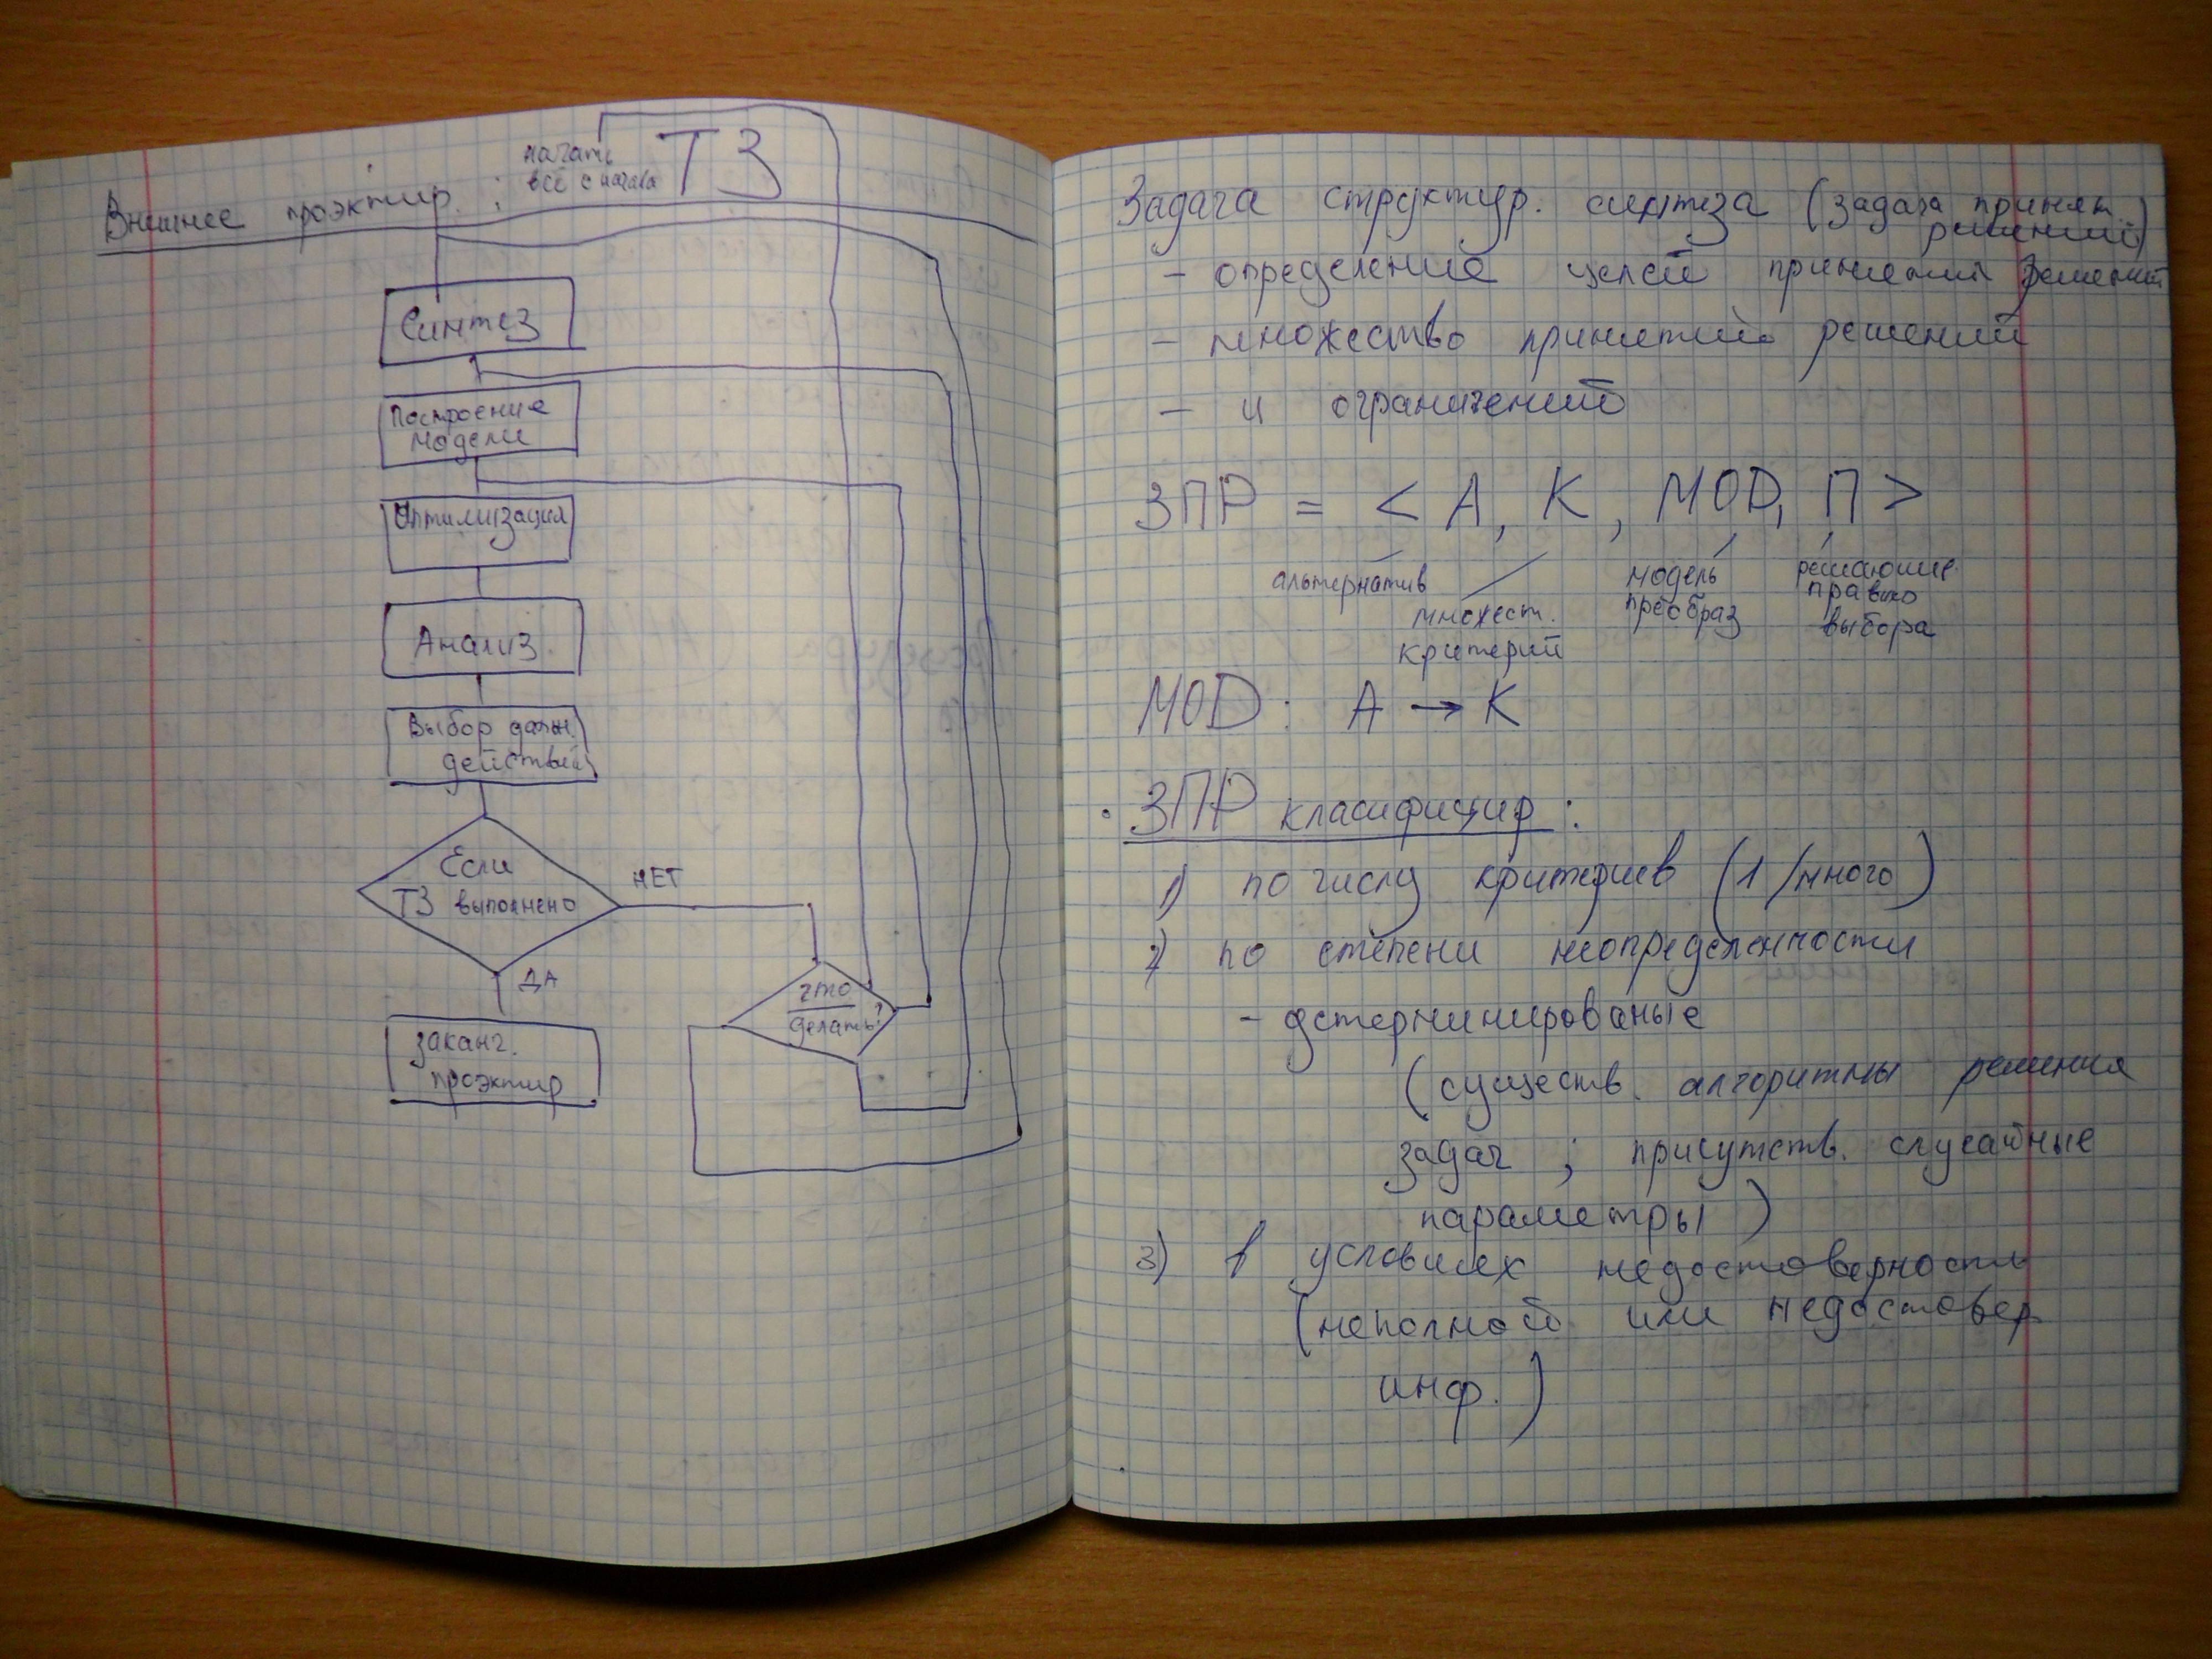 Внешнее проэктир. :
начать
всё с начала
ТЗ
Синтез
Построение
модели
Оптимизация
Анализ
Выбор дальн.
действий
Если
ТЗ выполнено
НЕТ
ДА
что
делать?
заканч.
проэктир
Задача структур. синтеза (задача принят.
решений)
- определение целей принятий решений
- множество принятий решений
- и ограничений
ЗПР = < A, K, MOD, П >
альтернатив
множест.
критерий
модель
преобраз
решающие
правило
выбора
MOD : A → K
· ЗПР класифицир :
1) по числу критериев (1/много)
2) по степени неопределенности
- детерминированые
(существ. алгоритмы решения
задач ; присутств. случайные
параметры)
3) в условиях недостоверности
(неполной или недостовер
инф.)